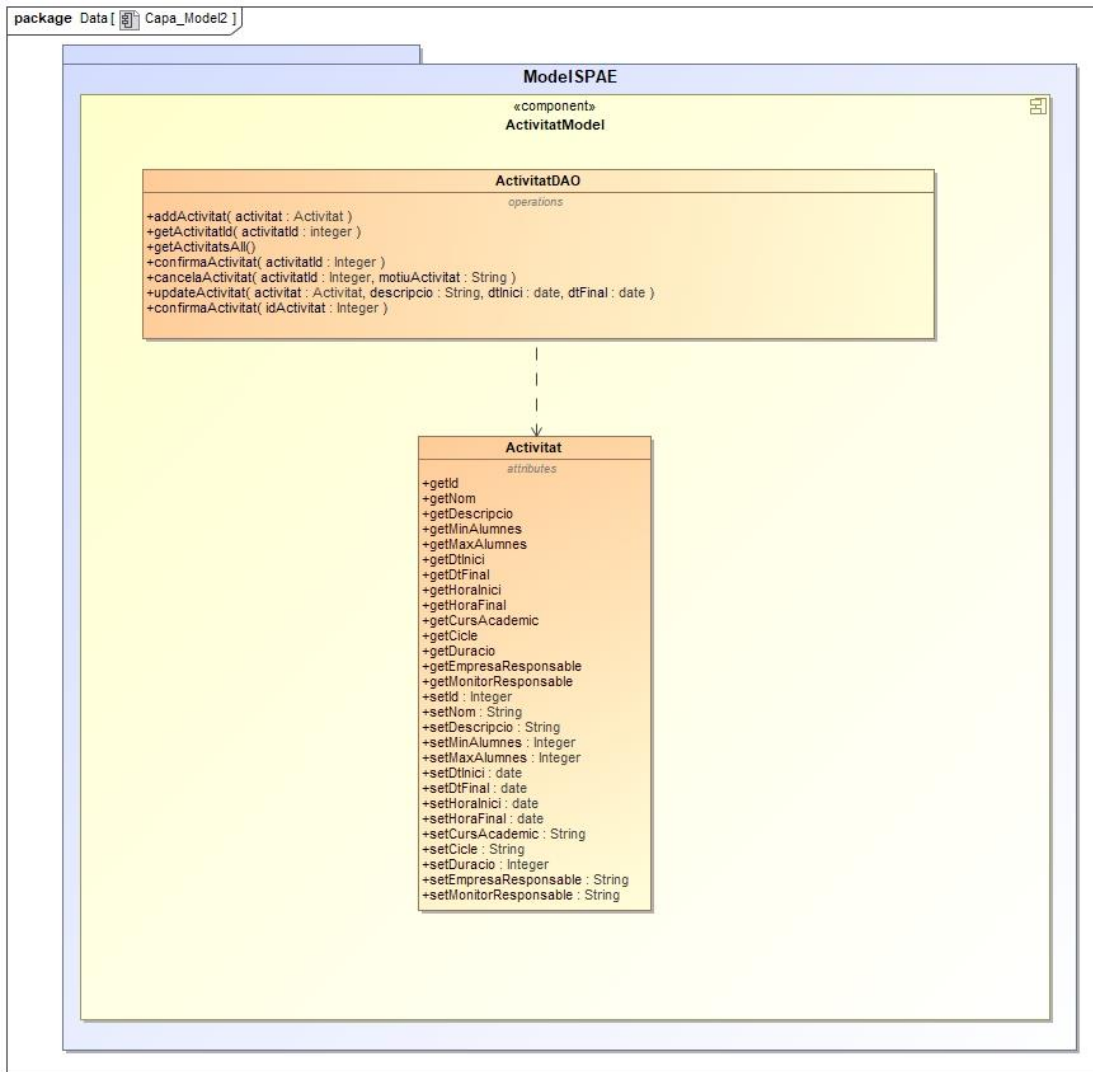 package Data [ Capa_Model2 ]
ModelSPAE
«component»
ActivitatModel
ActivitatDAO
operations
+addActivitat( activitat : Activitat )
+getActivitatId( activitatId : integer )
+getActivitatsAll()
+confirmaActivitat( activitatId : Integer )
+cancelaActivitat( activitatId : Integer, motiuActivitat : String )
+updateActivitat( activitat : Activitat, descripcio : String, dtInici : date, dtFinal : date )
+confirmaActivitat( idActivitat : Integer )
Activitat
attributes
+getId
+getNom
+getDescripcio
+getMinAlumnes
+getMaxAlumnes
+getDtInici
+getDtFinal
+getHoraInici
+getHoraFinal
+getCursAcademic
+getCicle
+getDuracio
+getEmpresaResponsable
+getMonitorResponsable
+setId : Integer
+setNom : String
+setDescripcio : String
+setMinAlumnes : Integer
+setMaxAlumnes : Integer
+setDtInici : date
+setDtFinal : date
+setHoraInici : date
+setHoraFinal : date
+setCursAcademic : String
+setCicle : String
+setDuracio : Integer
+setEmpresaResponsable : String
+setMonitorResponsable : String